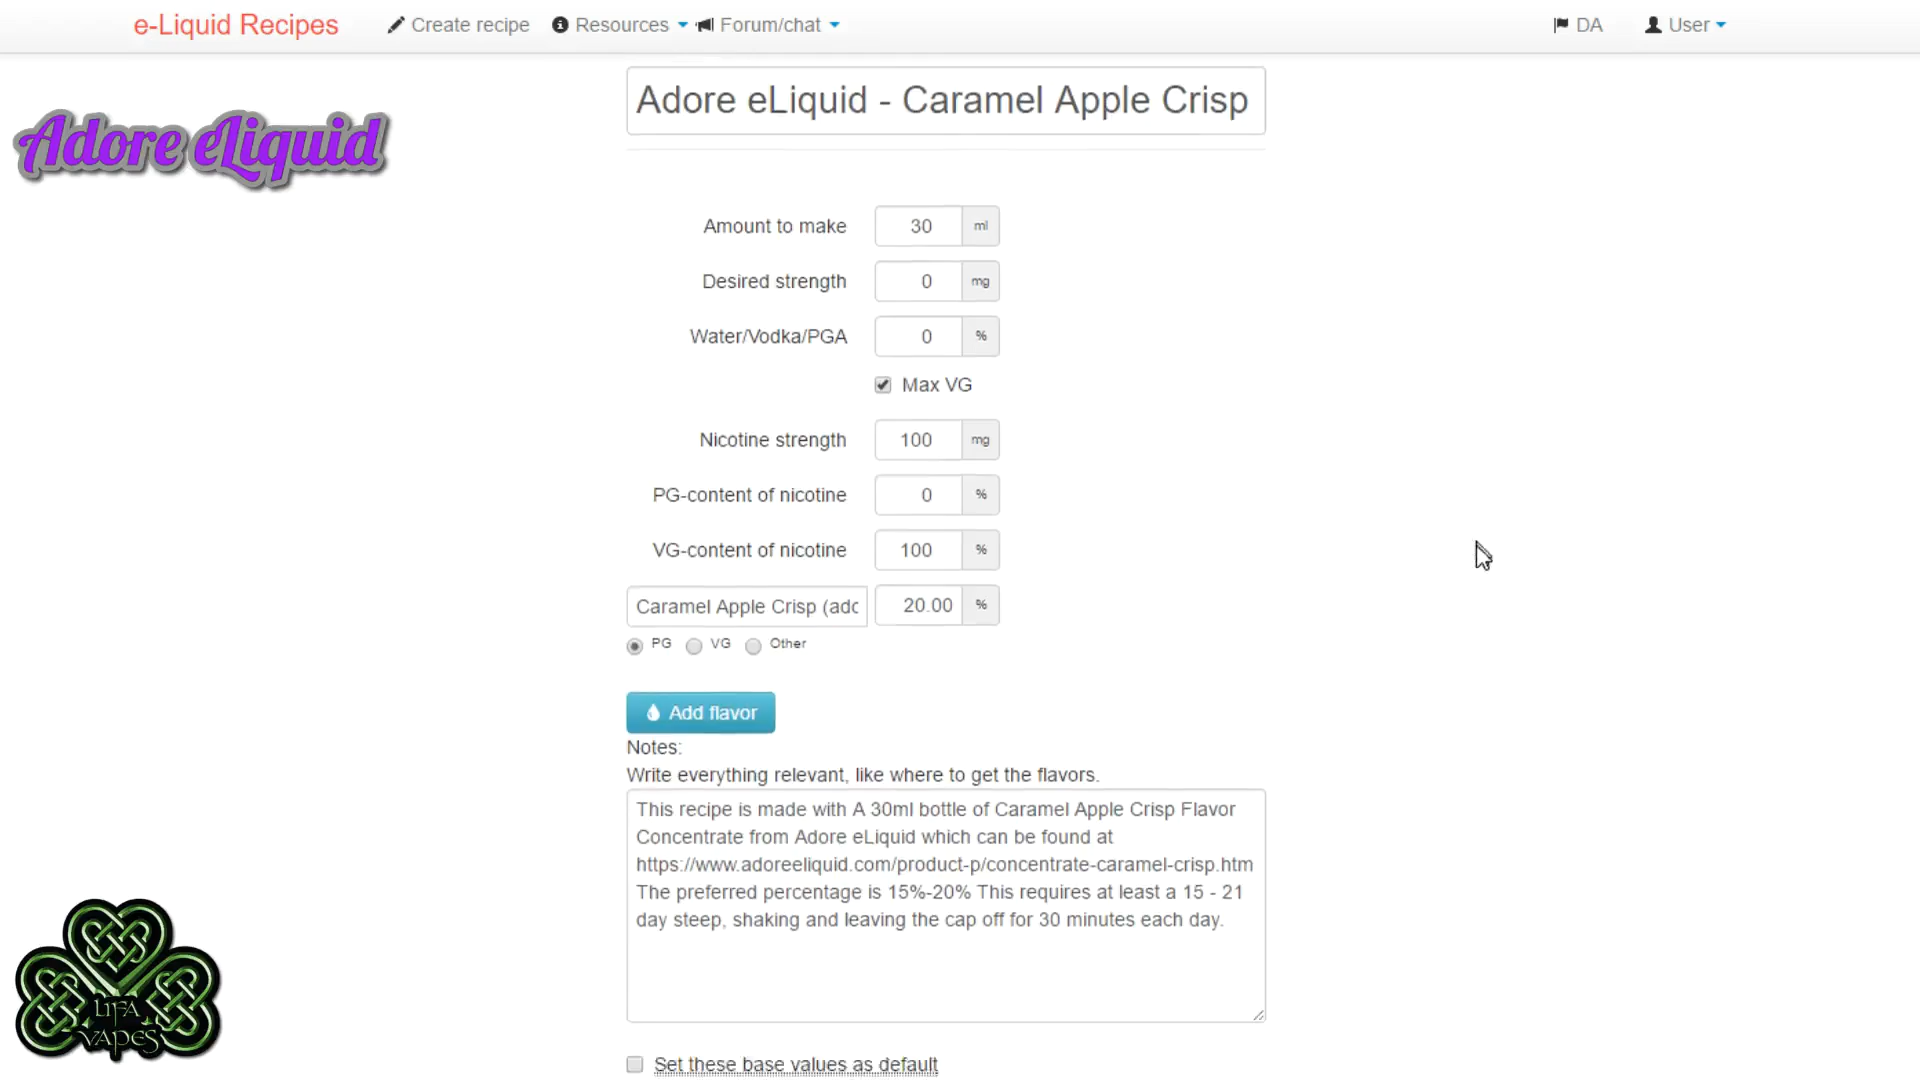 e-Liquid Recipes Create recipe Resources Forum/chat DA User
Adore eLiquid - Caramel Apple Crisp
Adore eLiquid
Amount to make 30 ml
Desired strength 0 mg
Water/Vodka/PGA 0 %
Max VG
Nicotine strength 100 mg
PG-content of nicotine 0 %
VG-content of nicotine 100 %
Caramel Apple Crisp (ado 20.00 %
PG VG Other
Add flavor
Notes:
Write everything relevant, like where to get the flavors.
This recipe is made with A 30ml bottle of Caramel Apple Crisp Flavor
Concentrate from Adore eLiquid which can be found at
https://www.adoreeliquid.com/product-p/concentrate-caramel-crisp.htm
The preferred percentage is 15%-20% This requires at least a 15 - 21
day steep, shaking and leaving the cap off for 30 minutes each day.
LIFA
VAPES
Set these base values as default